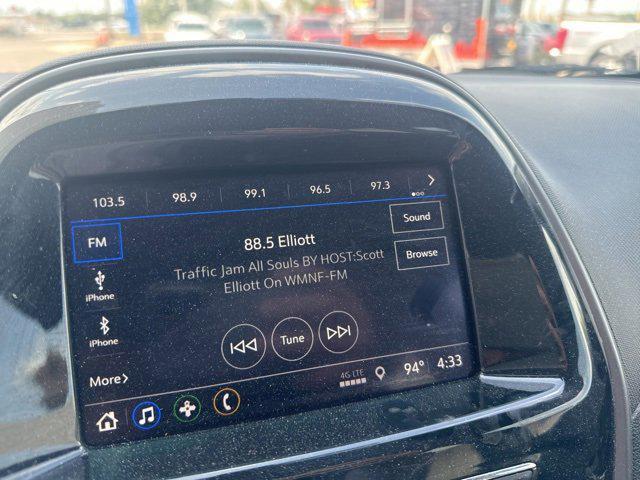 103.5 98.9 99.1 96.5 97.3
FM
88.5 Elliott
Sound
Traffic Jam All Souls BY HOST:Scott
Elliott On WMNF-FM
Browse
iPhone
iPhone
Tune
More
4G LTE
94° 4:33